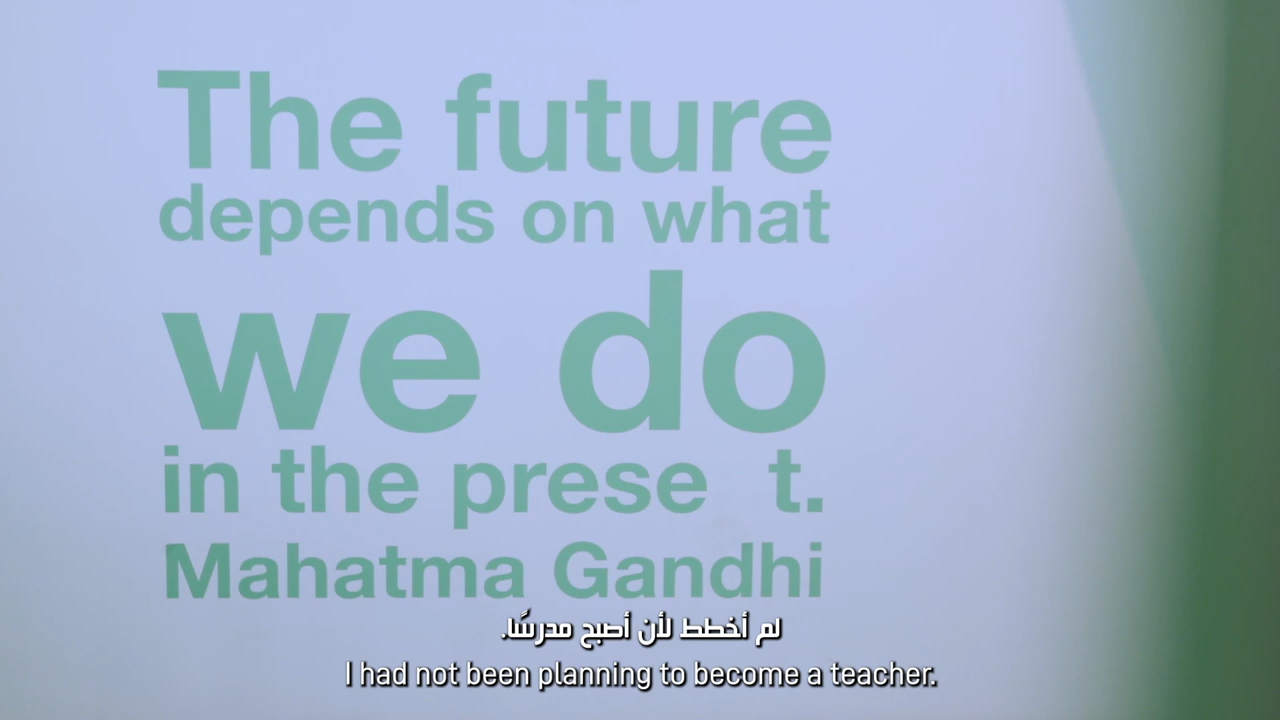 The future
depends on what
we do
in the prese t.
Mahatma Gandhi
لم أخطط لأن أصبح مدرسًا.
I had not been planning to become a teacher.